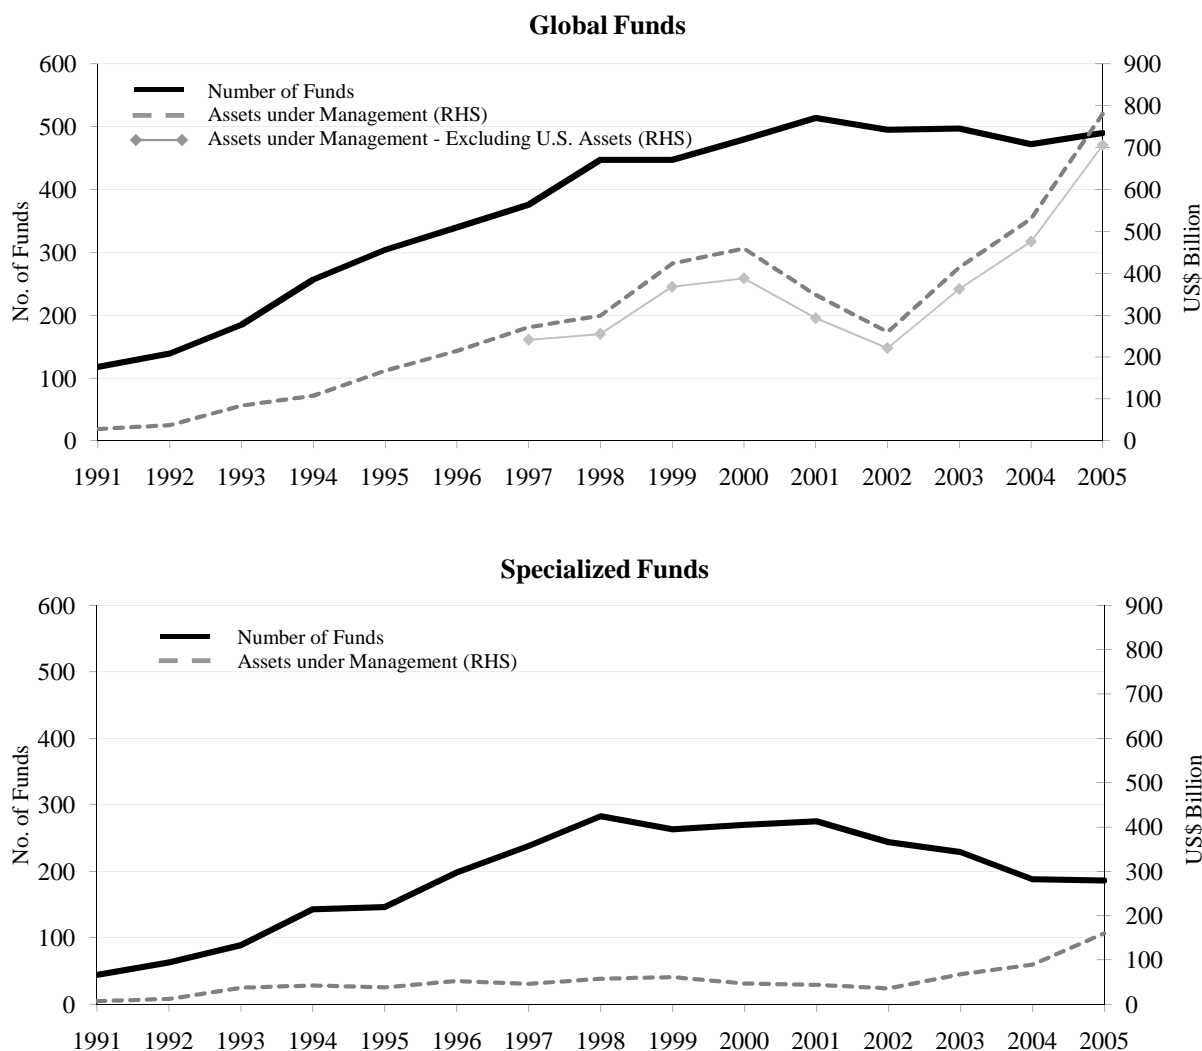 Global Funds
600 900
Number of Funds
Assets under Management (RHS)
Assets under Management - Excluding U.S. Assets (RHS)
800
500
700
400
600
No. of Funds
500
US$ Billion
300
400
200
300
200
100
100
0 0
1991 1992 1993 1994 1995 1996 1997 1998 1999 2000 2001 2002 2003 2004 2005
Specialized Funds
600 900
Number of Funds
Assets under Management (RHS)
800
500
700
400
600
No. of Funds
500
US$ Billion
300
400
200 300
200
100
100
0 0
1991 1992 1993 1994 1995 1996 1997 1998 1999 2000 2001 2002 2003 2004 2005